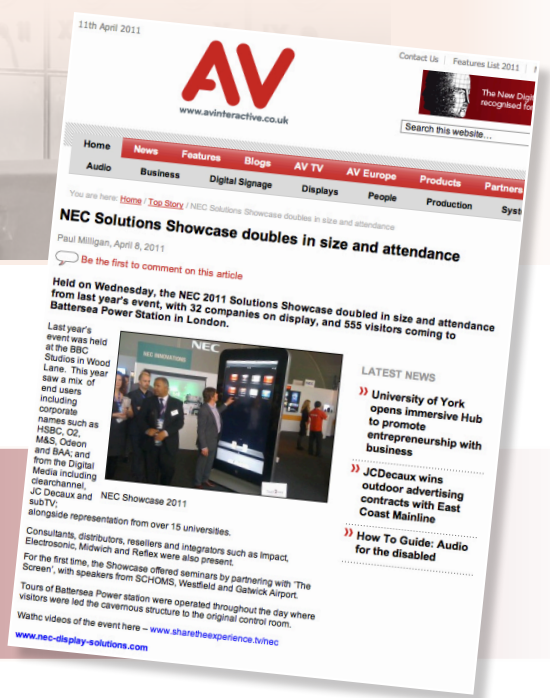 11th April 2011
Contact Us Features List 2011
AV
www.avinteractive.co.uk
The New Digi
recognised fo
Search this website...
Home News Features Blogs AV TV AV Europe Products Partners
Audio Business Digital Signage Displays People Production Syst
You are here: Home / Top Story / NEC Solutions Showcase doubles in size and attendance
NEC Solutions Showcase doubles in size and attendance
Paul Milligan, April 8, 2011
Be the first to comment on this article
Held on Wednesday, the NEC 2011 Solutions Showcase doubled in size and attendance
from last year's event, with 32 companies on display, and 555 visitors coming to
Battersea Power Station in London.
Last year's
event was held
at the BBC
Studios in Wood
Lane. This year
saw a mix of
end users
including
corporate
names such as
HSBC, O2,
M&S, Odeon
and BAA; and
from the Digital
Media including
clearchannel,
JC Decaux and
subTV;
alongside representation from over 15 universities.
NEC
NEC INNOVATIONS
NEC Showcase 2011
Consultants, distributors, resellers and integrators such as Impact,
Electrosonic, Midwich and Reflex were also present.
For the first time, the Showcase offered seminars by partnering with 'The
Screen', with speakers from SCHOMS, Westfield and Gatwick Airport.
Tours of Battersea Power station were operated throughout the day where
visitors were led the cavernous structure to the original control room.
Wathc videos of the event here – www.sharetheexperience.tv/nec
www.nec-display-solutions.com
LATEST NEWS
University of York
opens immersive Hub
to promote
entrepreneurship with
business
JCDecaux wins
outdoor advertising
contracts with East
Coast Mainline
How To Guide: Audio
for the disabled